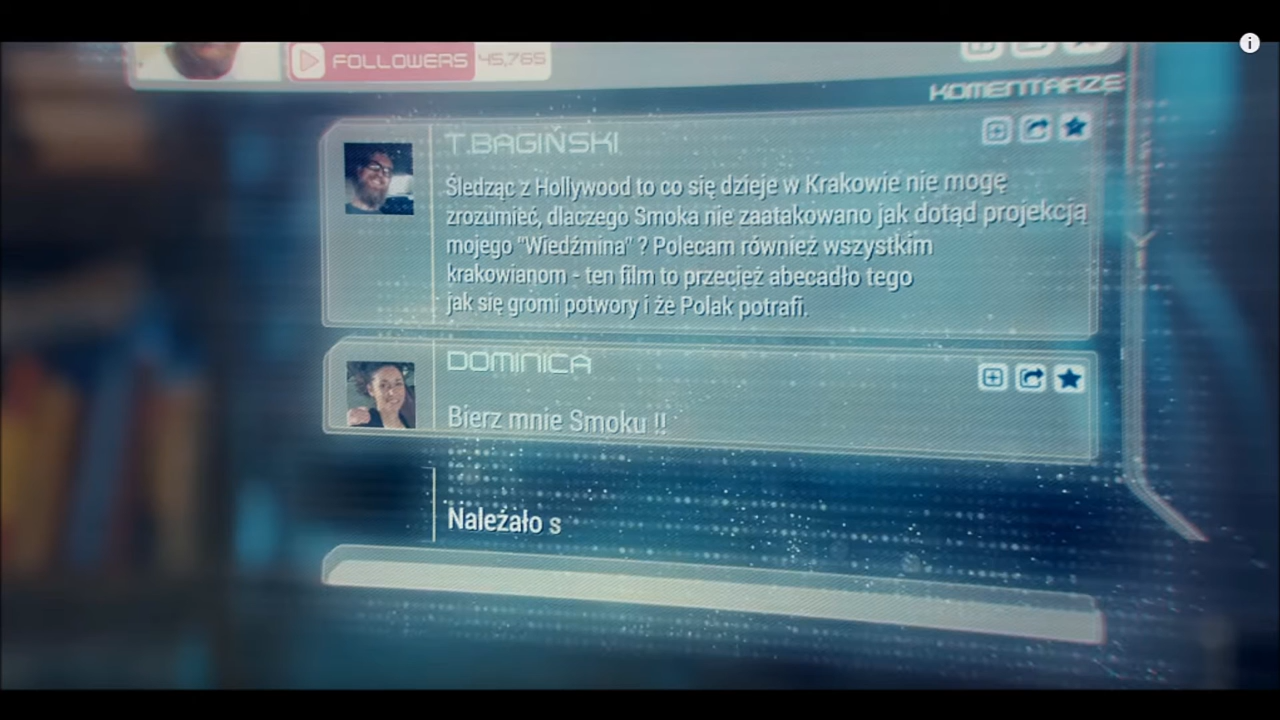 FOLLOWERS 45,765
KOMENTARZE
T.BAGIŃSKI
Śledząc z Hollywood to co się dzieje w Krakowie nie mogę
zrozumieć, dlaczego Smoka nie zaatakowano jak dotąd projekcją
mojego "Wiedźmina" ? Polecam również wszystkim
krakowianom - ten film to przecież abecadło tego
jak się gromi potwory i że Polak potrafi.
DOMINICA
Bierz mnie Smoku !!
Należało s